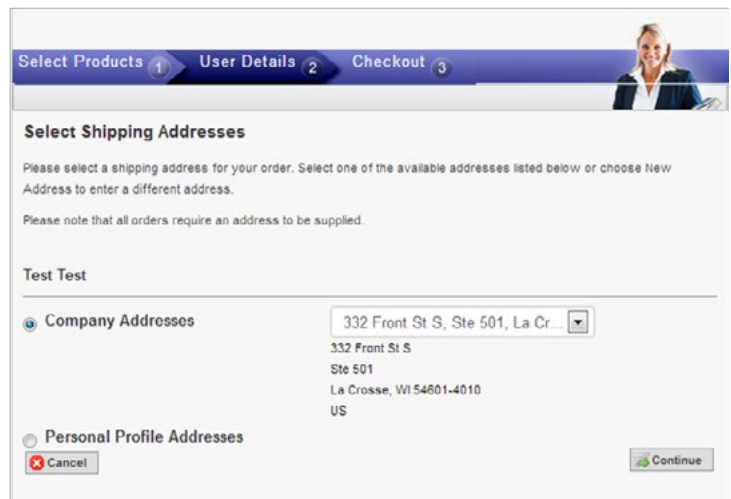 Select Products 1 User Details 2 Checkout 3
Select Shipping Addresses
Please select a shipping address for your order. Select one of the available addresses listed below or choose New
Address to enter a different address.
Please note that all orders require an address to be supplied.
Test Test
Company Addresses
332 Front St S, Ste 501, La Cr...
332 Front St S
Ste 501
La Crosse, WI 54601-4010
US
Personal Profile Addresses
Cancel
Continue